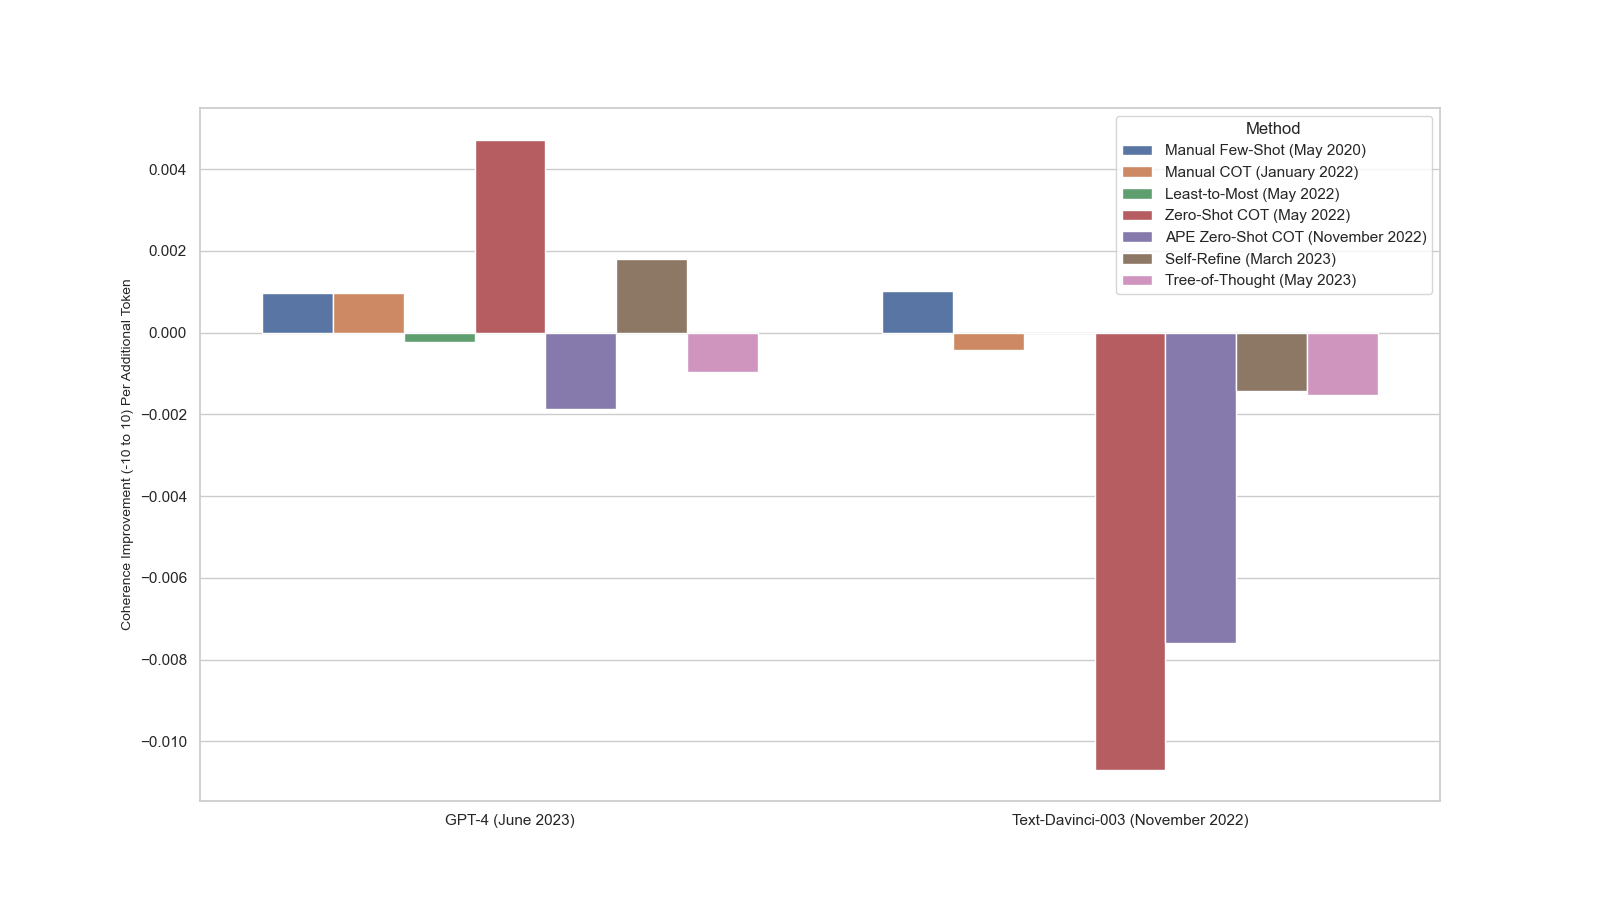 Method
Manual Few-Shot (May 2020)
Manual COT (January 2022)
Least-to-Most (May 2022)
Zero-Shot COT (May 2022)
APE Zero-Shot COT (November 2022)
Self-Refine (March 2023)
Tree-of-Thought (May 2023)
Coherence Improvement (-10 to 10) Per Additional Token
0.004
0.002
0.000
−0.002
−0.004
−0.006
−0.008
−0.010
GPT-4 (June 2023)
Text-Davinci-003 (November 2022)